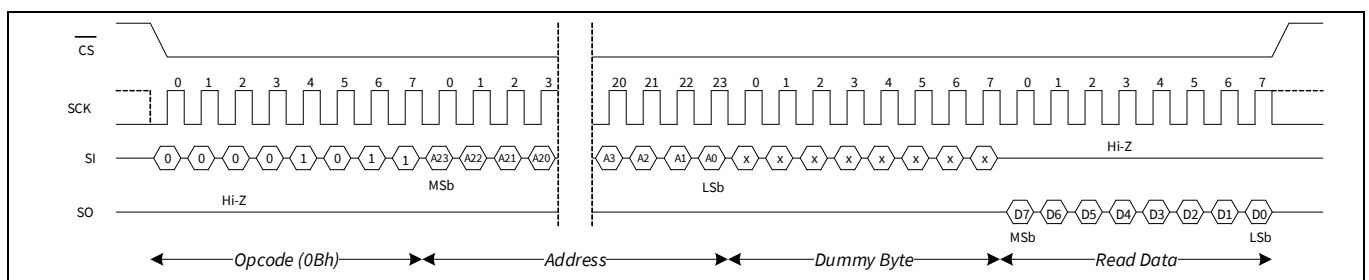 CS
0 1 2 3 4 5 6 7 0 1 2 3 20 21 22 23 0 1 2 3 4 5 6 7 0 1 2 3 4 5 6 7
SCK
Hi-Z
SI 0 0 0 0 1 0 1 1 A23 A22 A21 A20 A3 A2 A1 A0 x x x x x x x x
MSb LSb
Hi-Z
SO D7 D6 D5 D4 D3 D2 D1 D0
MSb LSb
Opcode (0Bh) Address Dummy Byte Read Data